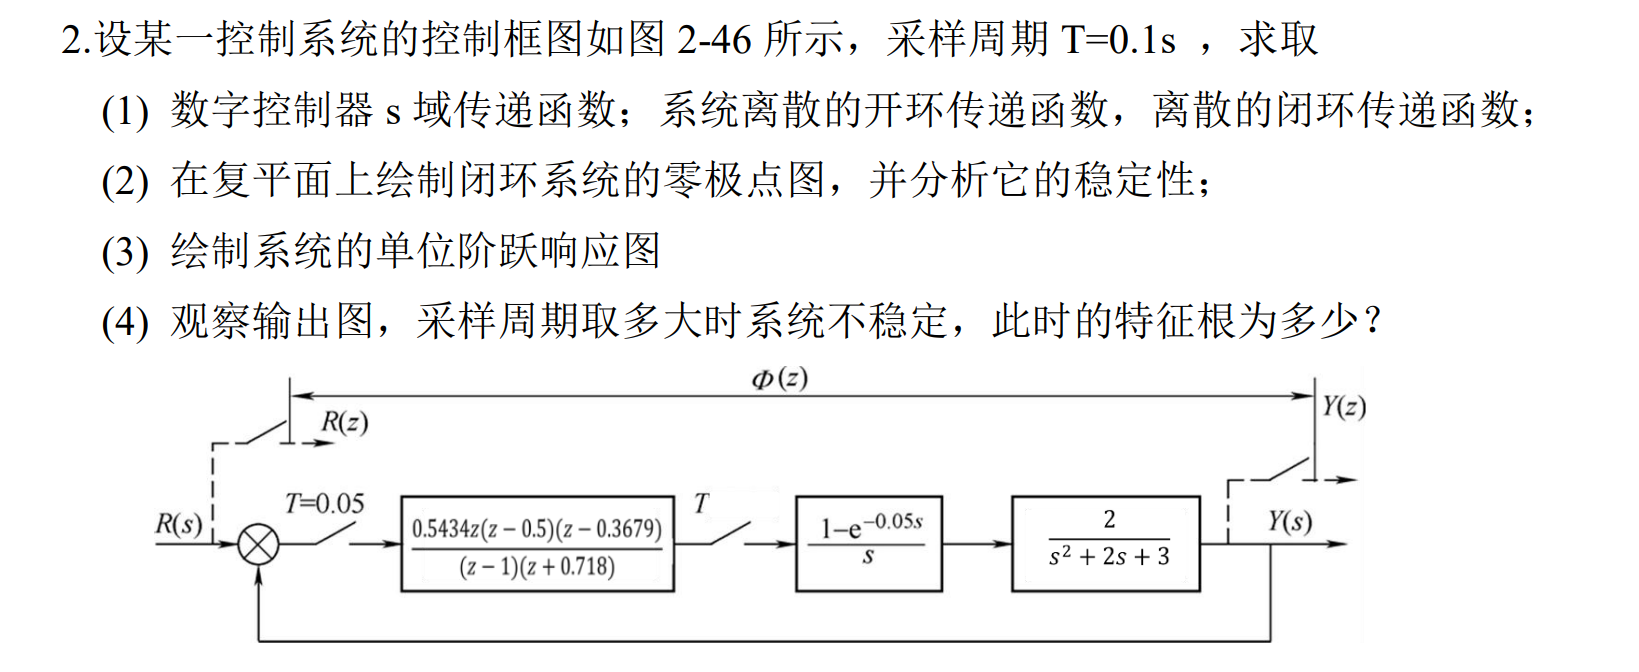 2.设某一控制系统的控制框图如图 2-46 所示，采样周期 T=0.1s ，求取
(1) 数字控制器 s 域传递函数；系统离散的开环传递函数，离散的闭环传递函数；
(2) 在复平面上绘制闭环系统的零极点图，并分析它的稳定性；
(3) 绘制系统的单位阶跃响应图
(4) 观察输出图，采样周期取多大时系统不稳定，此时的特征根为多少？
Φ(z)
R(z)
Y(z)
T=0.05
T
R(s)
0.5434z(z − 0.5)(z − 0.3679)
(z − 1)(z + 0.718)
1−e^{−0.05s}
s
2
s² + 2s + 3
Y(s)